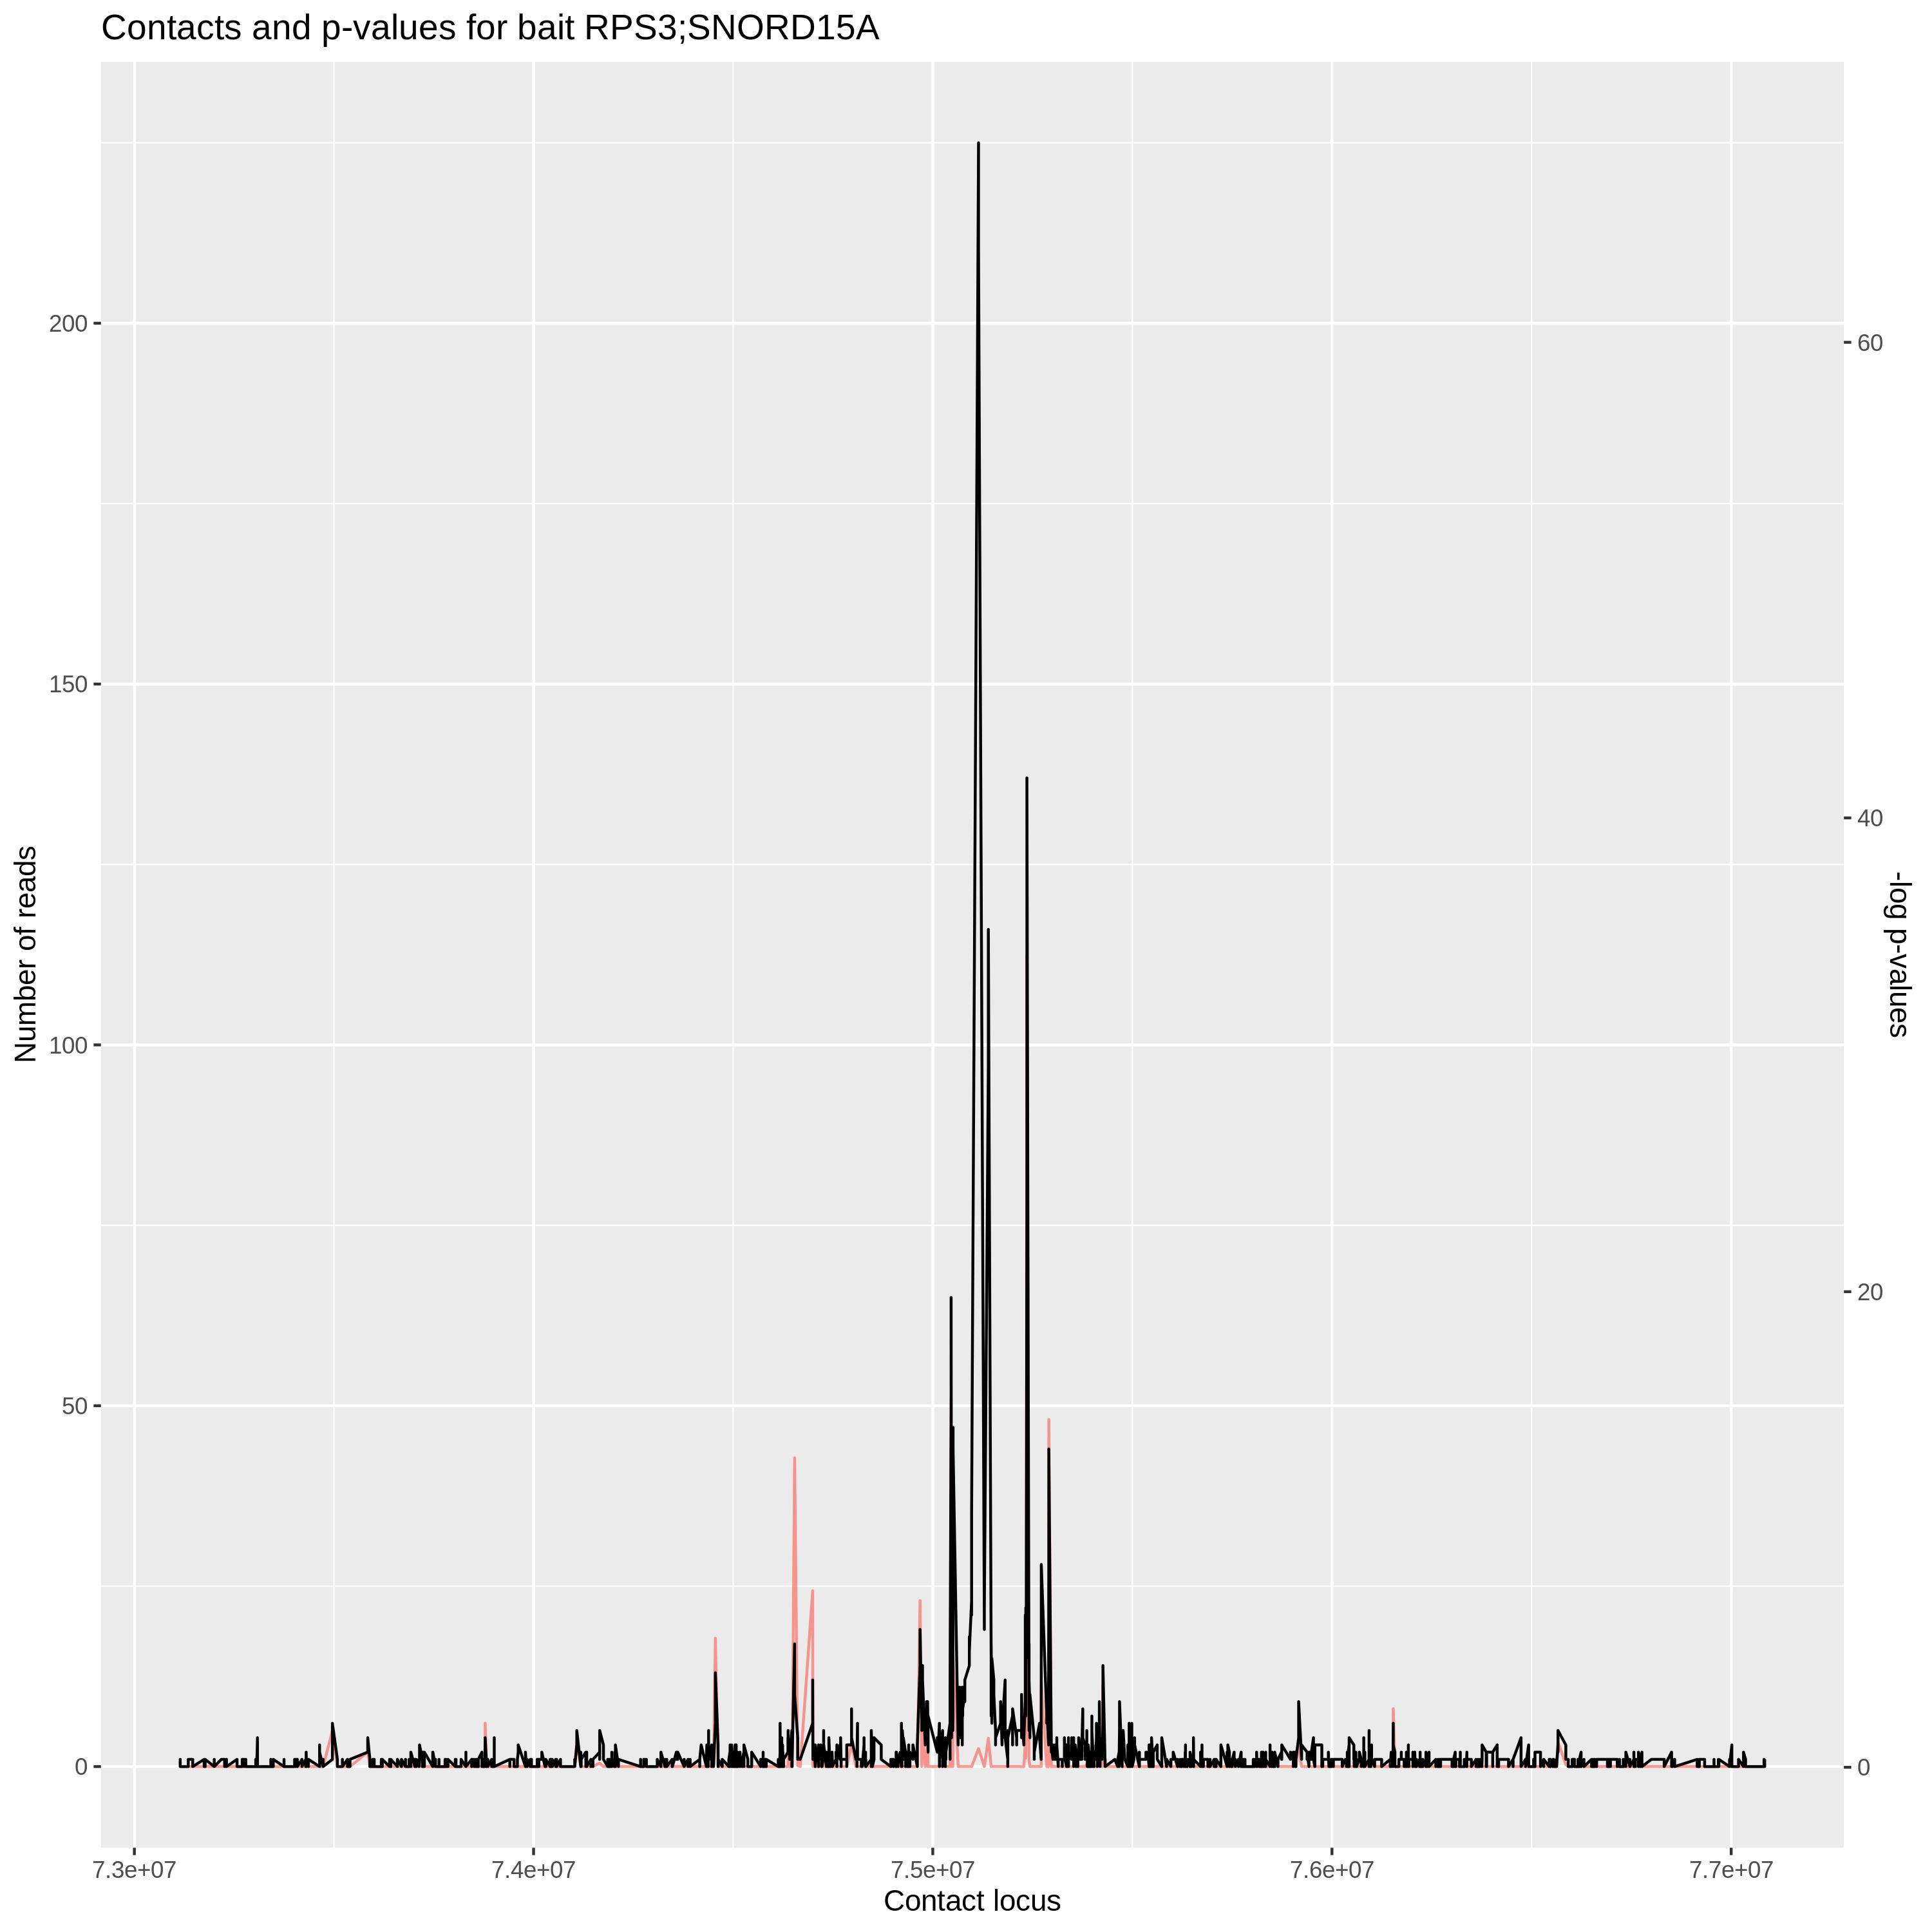 Contacts and p-values for bait RPS3;SNORD15A
Number of reads
200
150
100
50
0
60
40
20
0
-log p-values
7.3e+07 7.4e+07 7.5e+07 7.6e+07 7.7e+07
Contact locus